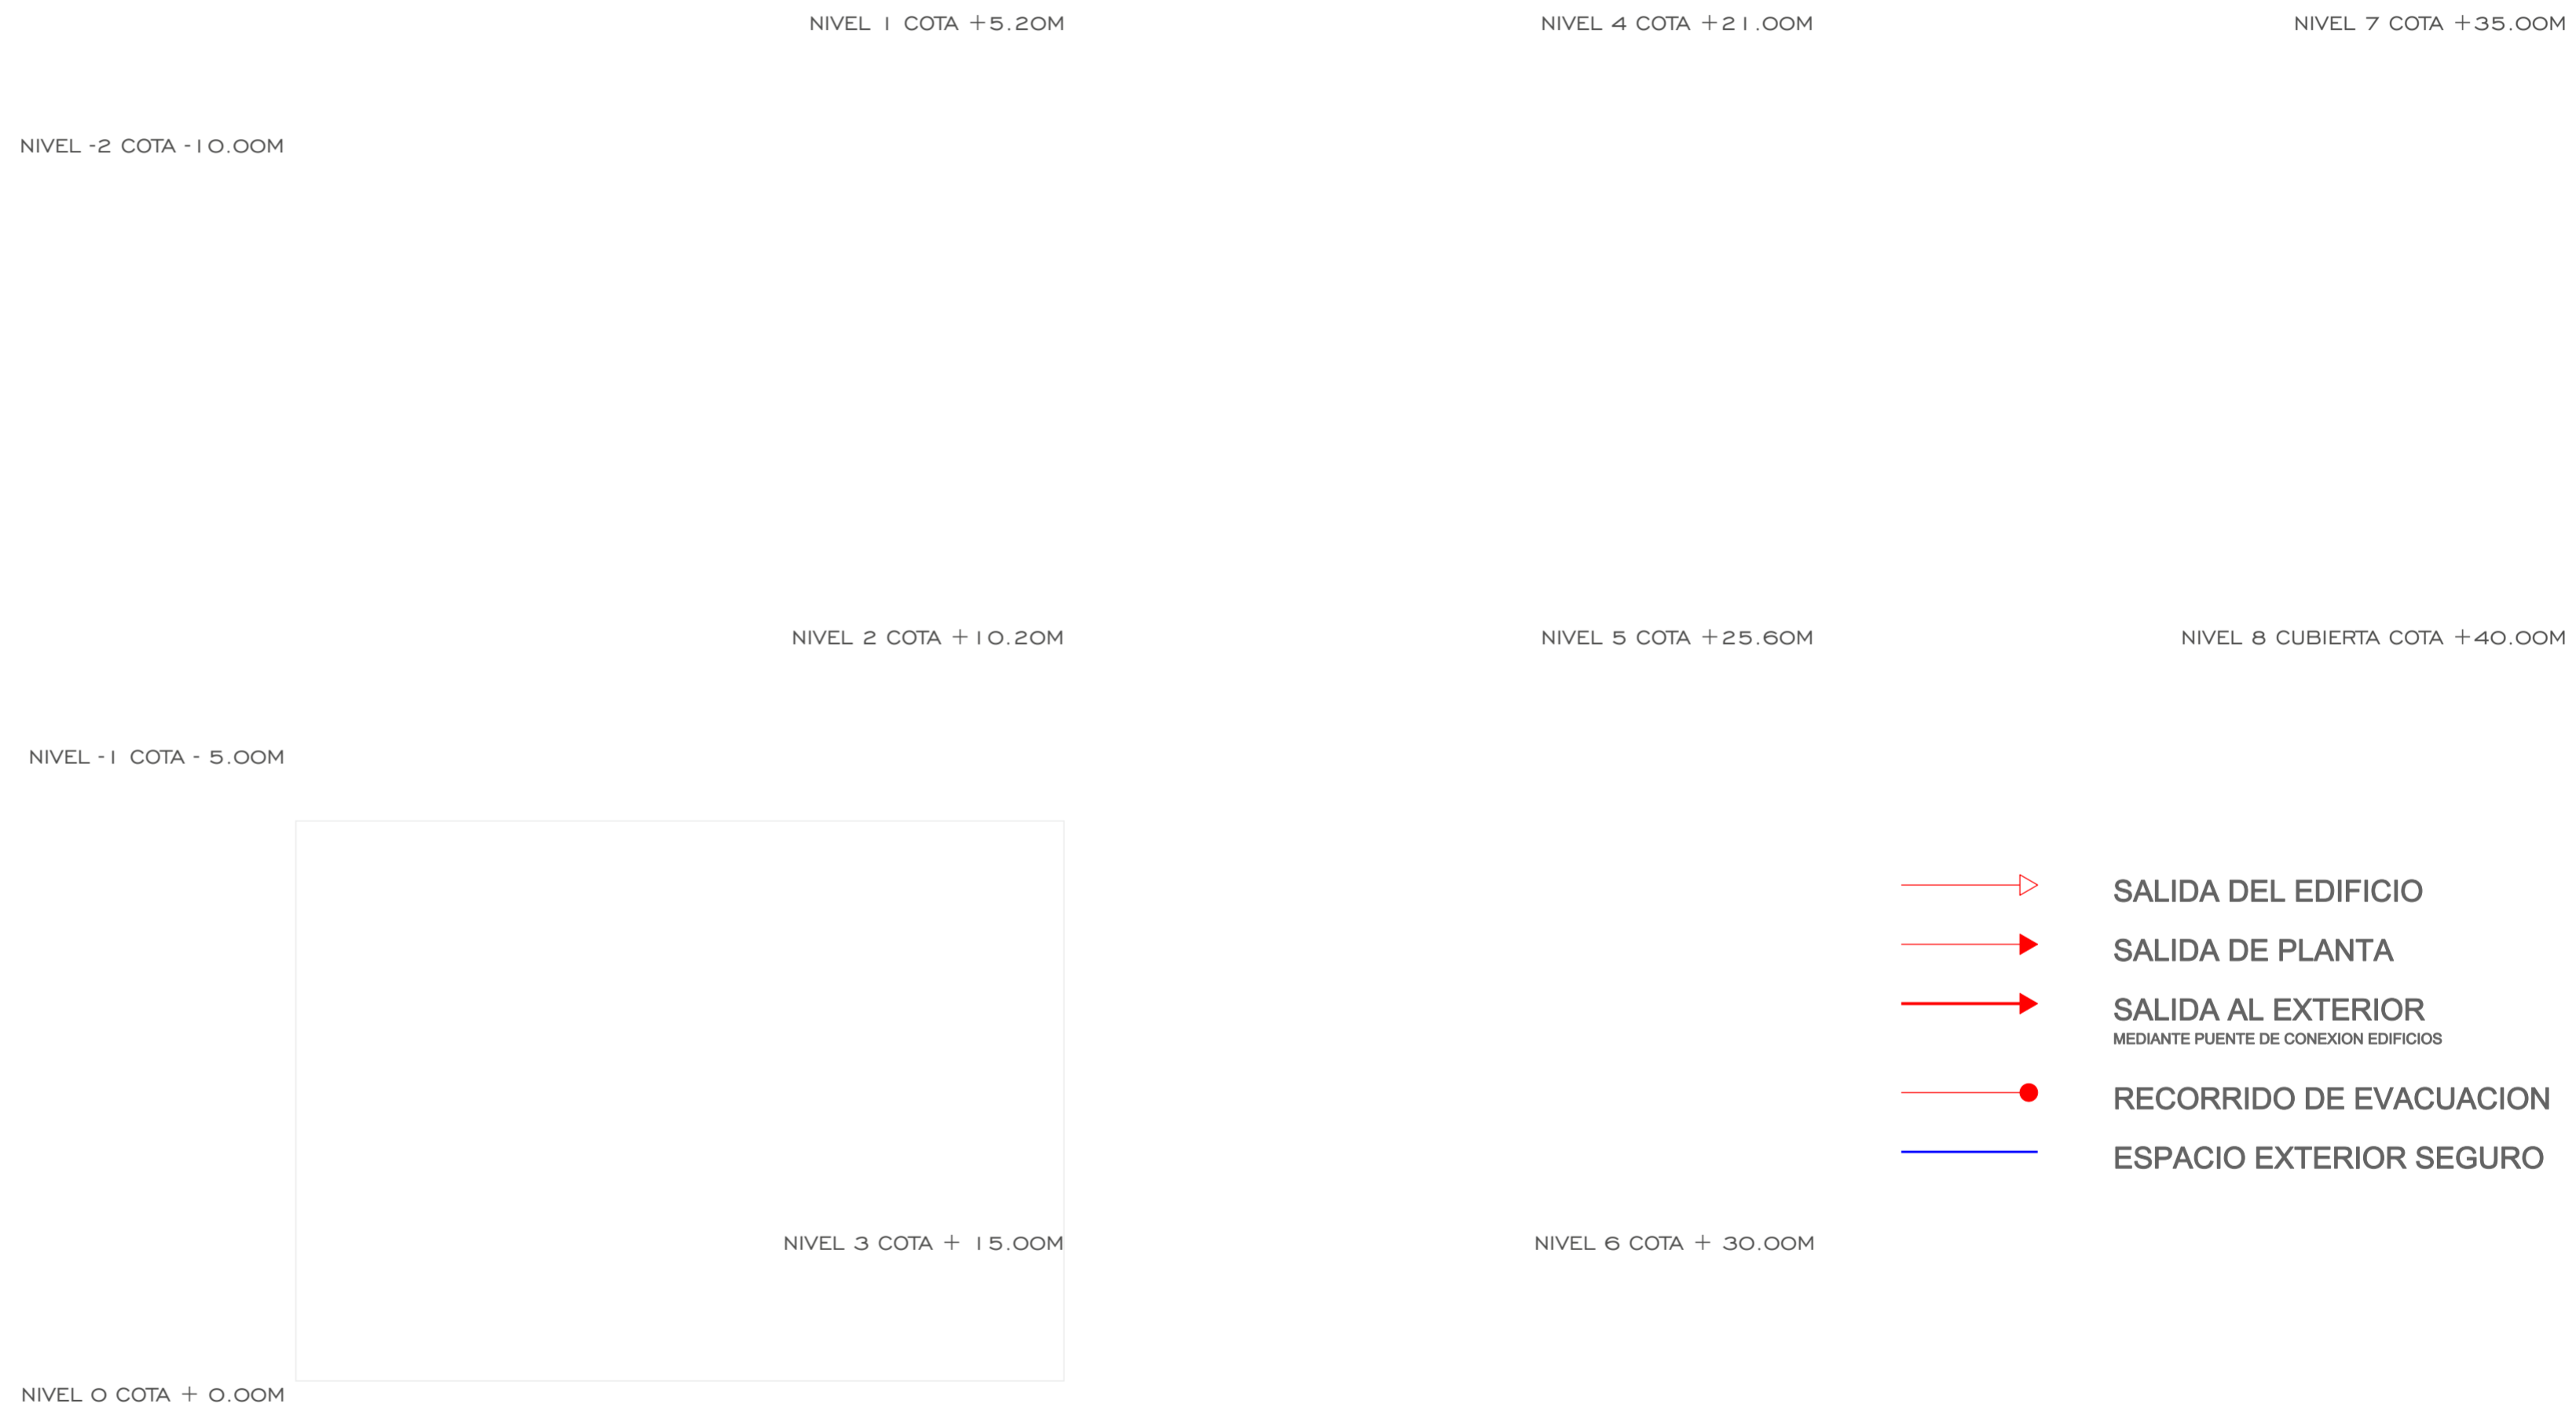 NIVEL 1 COTA +5.20M
NIVEL 4 COTA +21.00M
NIVEL 7 COTA +35.00M
NIVEL -2 COTA -10.00M
NIVEL 2 COTA +10.20M
NIVEL 5 COTA +25.60M
NIVEL 8 CUBIERTA COTA +40.00M
NIVEL -1 COTA - 5.00M
SALIDA DEL EDIFICIO
SALIDA DE PLANTA
SALIDA AL EXTERIOR
MEDIANTE PUENTE DE CONEXION EDIFICIOS
RECORRIDO DE EVACUACION
ESPACIO EXTERIOR SEGURO
NIVEL 3 COTA + 15.00M
NIVEL 6 COTA + 30.00M
NIVEL 0 COTA + 0.00M